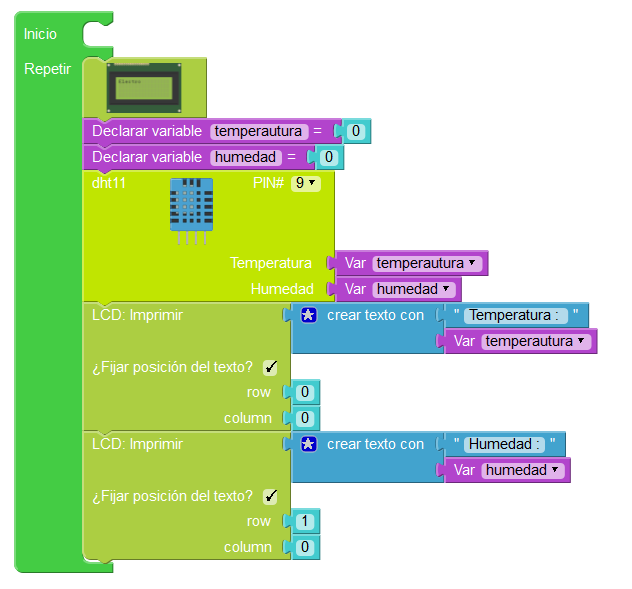 Inicio
Repetir
Declarar variable temperautura = 0
Declarar variable humedad = 0
dht11 PIN# 9
Temperatura Var temperautura
Humedad Var humedad
LCD: Imprimir crear texto con " Temperatura : "
Var temperautura
¿Fijar posición del texto?
row 0
column 0
LCD: Imprimir crear texto con " Humedad : "
Var humedad
¿Fijar posición del texto?
row 1
column 0